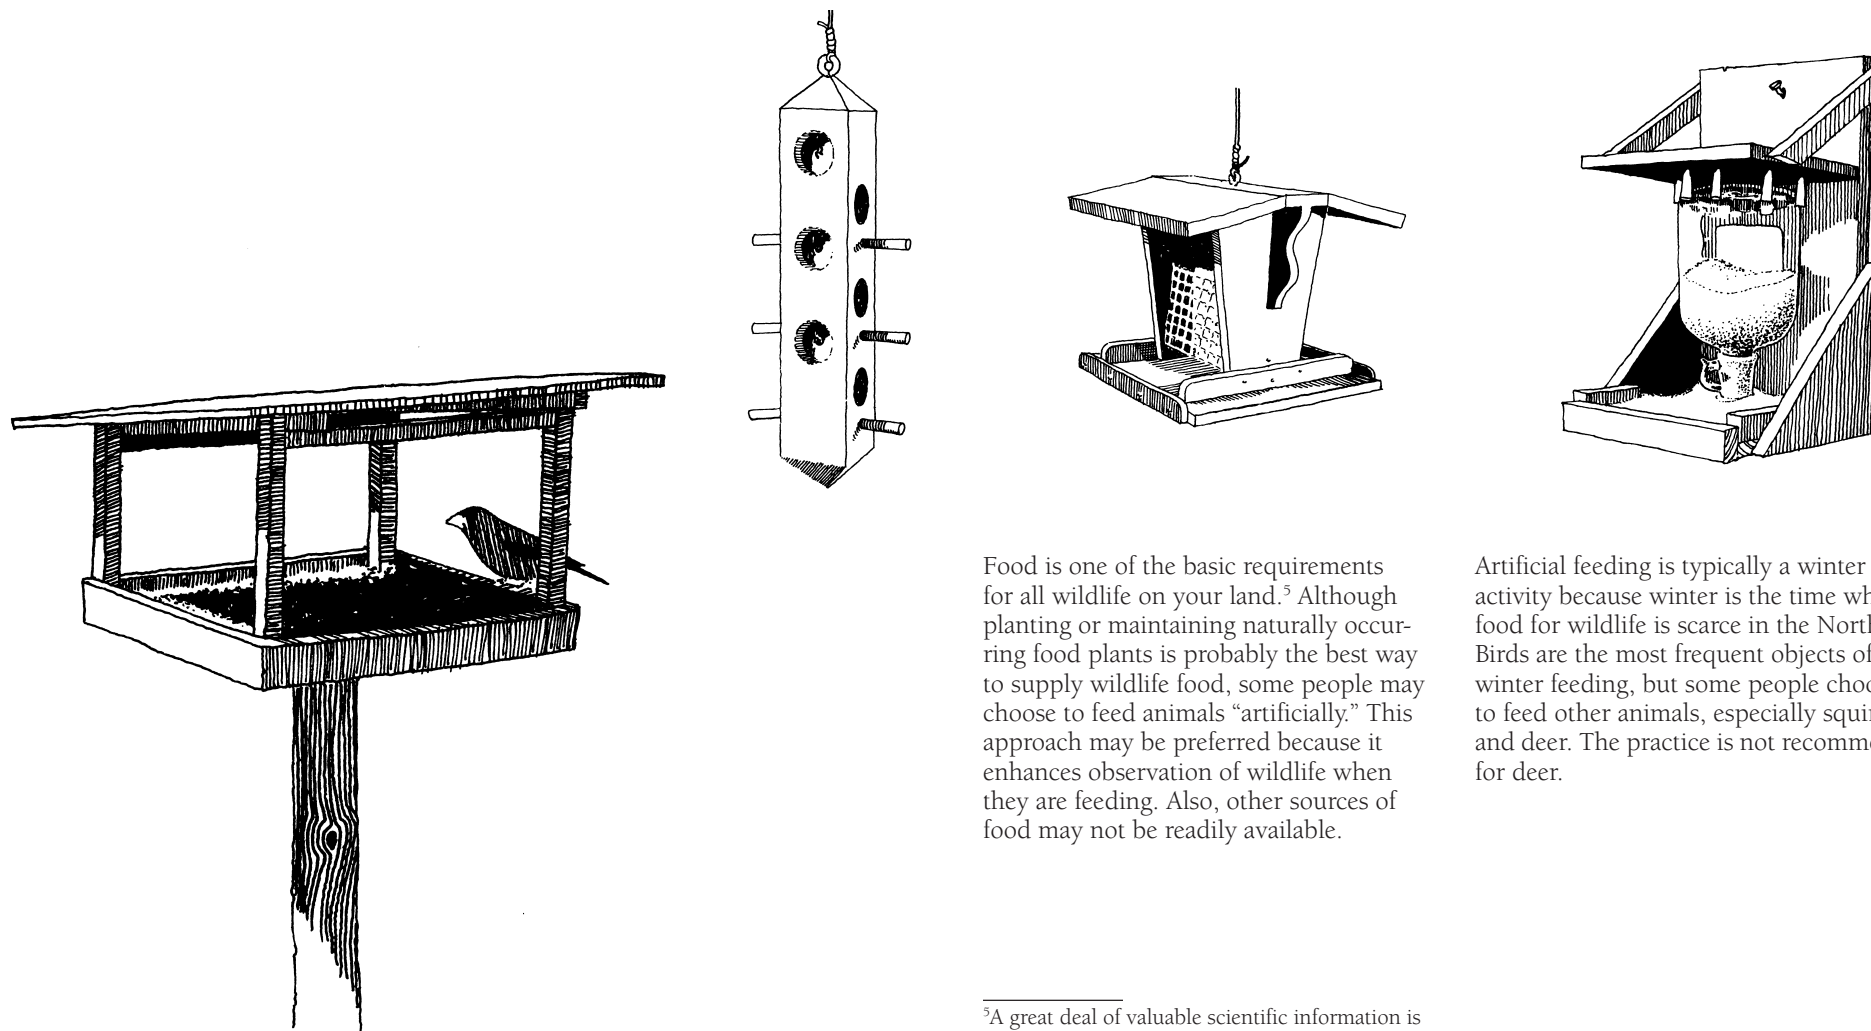 Food is one of the basic requirements
for all wildlife on your land.⁵ Although
planting or maintaining naturally occur-
ring food plants is probably the best way
to supply wildlife food, some people may
choose to feed animals “artificially.” This
approach may be preferred because it
enhances observation of wildlife when
they are feeding. Also, other sources of
food may not be readily available.
⁵A great deal of valuable scientific information is
Artificial feeding is typically a winter
activity because winter is the time
food for wildlife is scarce in the
Birds are the most frequent objects of
winter feeding, but some people
to feed other animals, especially
and deer. The practice is not
for deer.